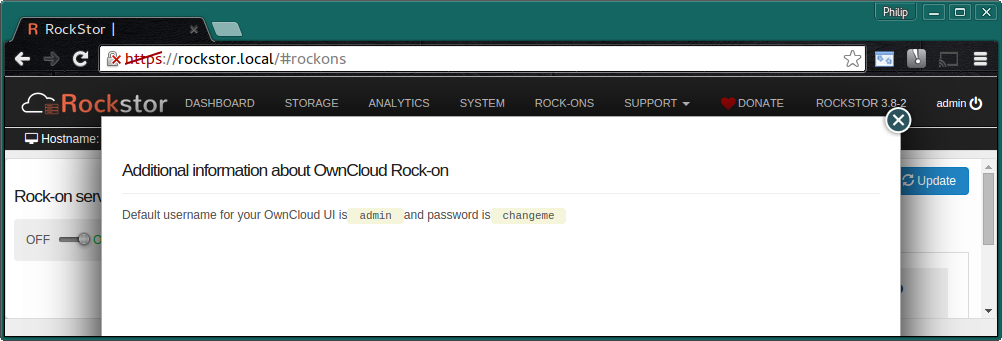 Philip
R RockStor |
https://rockstor.local/#rockons
Rockstor DASHBOARD STORAGE ANALYTICS SYSTEM ROCK-ONS SUPPORT DONATE ROCKSTOR 3.8-2 admin
Hostname:
Additional information about OwnCloud Rock-on
Update
Rock-on serv
Default username for your OwnCloud UI is admin and password is changeme
OFF